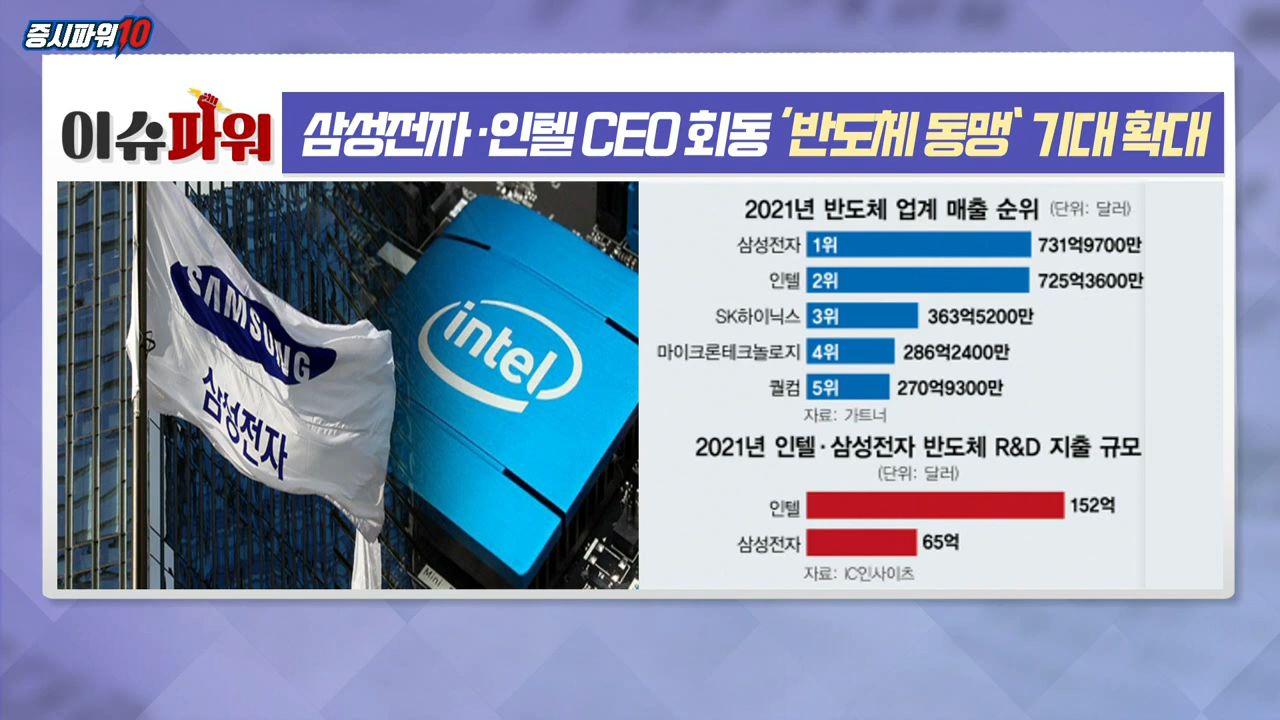 증시파워10
이슈파워
삼성전자·인텔 CEO 회동 '반도체 동맹' 기대 확대
SAMSUNG
삼성전자
intel
Mini
2021년 반도체 업계 매출 순위 (단위: 달러)
삼성전자 1위 731억9700만
인텔 2위 725억3600만
SK하이닉스 3위 363억5200만
마이크론테크놀로지 4위 286억2400만
퀄컴 5위 270억9300만
자료: 가트너
2021년 인텔·삼성전자 반도체 R&D 지출 규모
(단위: 달러)
인텔 152억
삼성전자 65억
자료: IC인사이츠